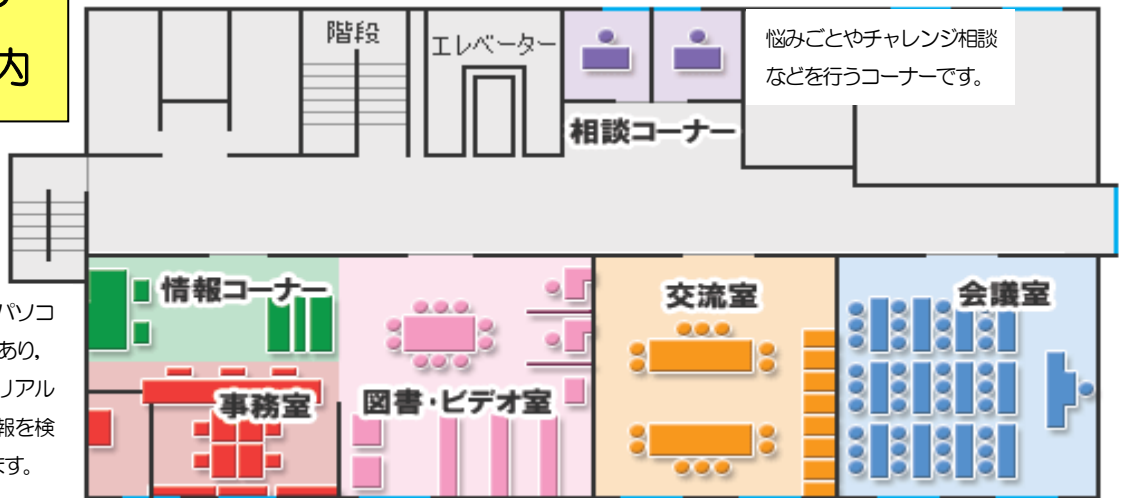 内
階段
エレベーター
悩みごとやチャレンジ相談
などを行うコーナーです。
相談コーナー
情報コーナー
交流室
会議室
パソコ
あり，
リアル
報を検
ます。
事務室
図書・ビデオ室